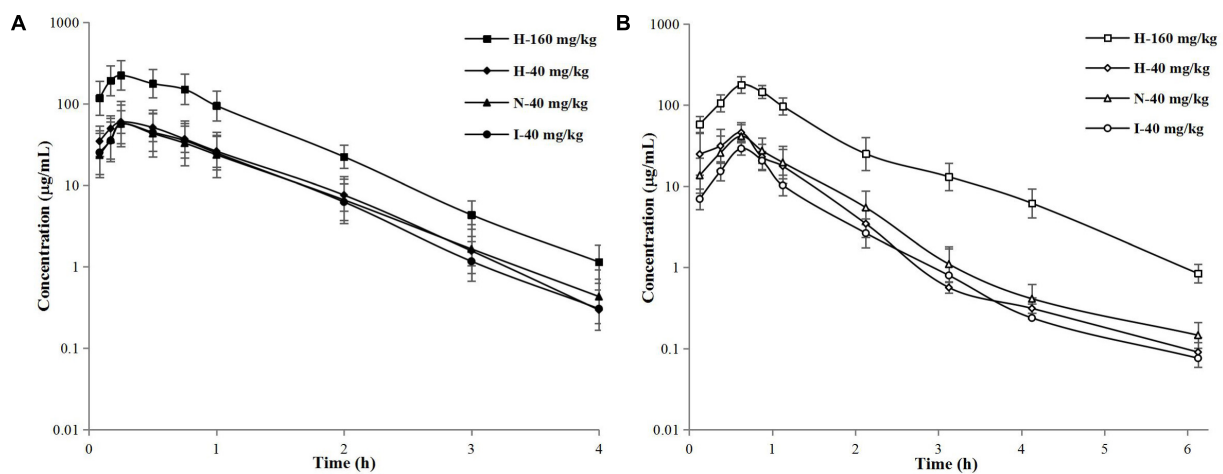 A
Concentration (µg/mL)
1000
100
10
1
0.1
0.01
H-160 mg/kg
H-40 mg/kg
N-40 mg/kg
I-40 mg/kg
0 1 2 3 4
Time (h)
B
Concentration (µg/mL)
1000
100
10
1
0.1
0.01
H-160 mg/kg
H-40 mg/kg
N-40 mg/kg
I-40 mg/kg
0 1 2 3 4 5 6
Time (h)